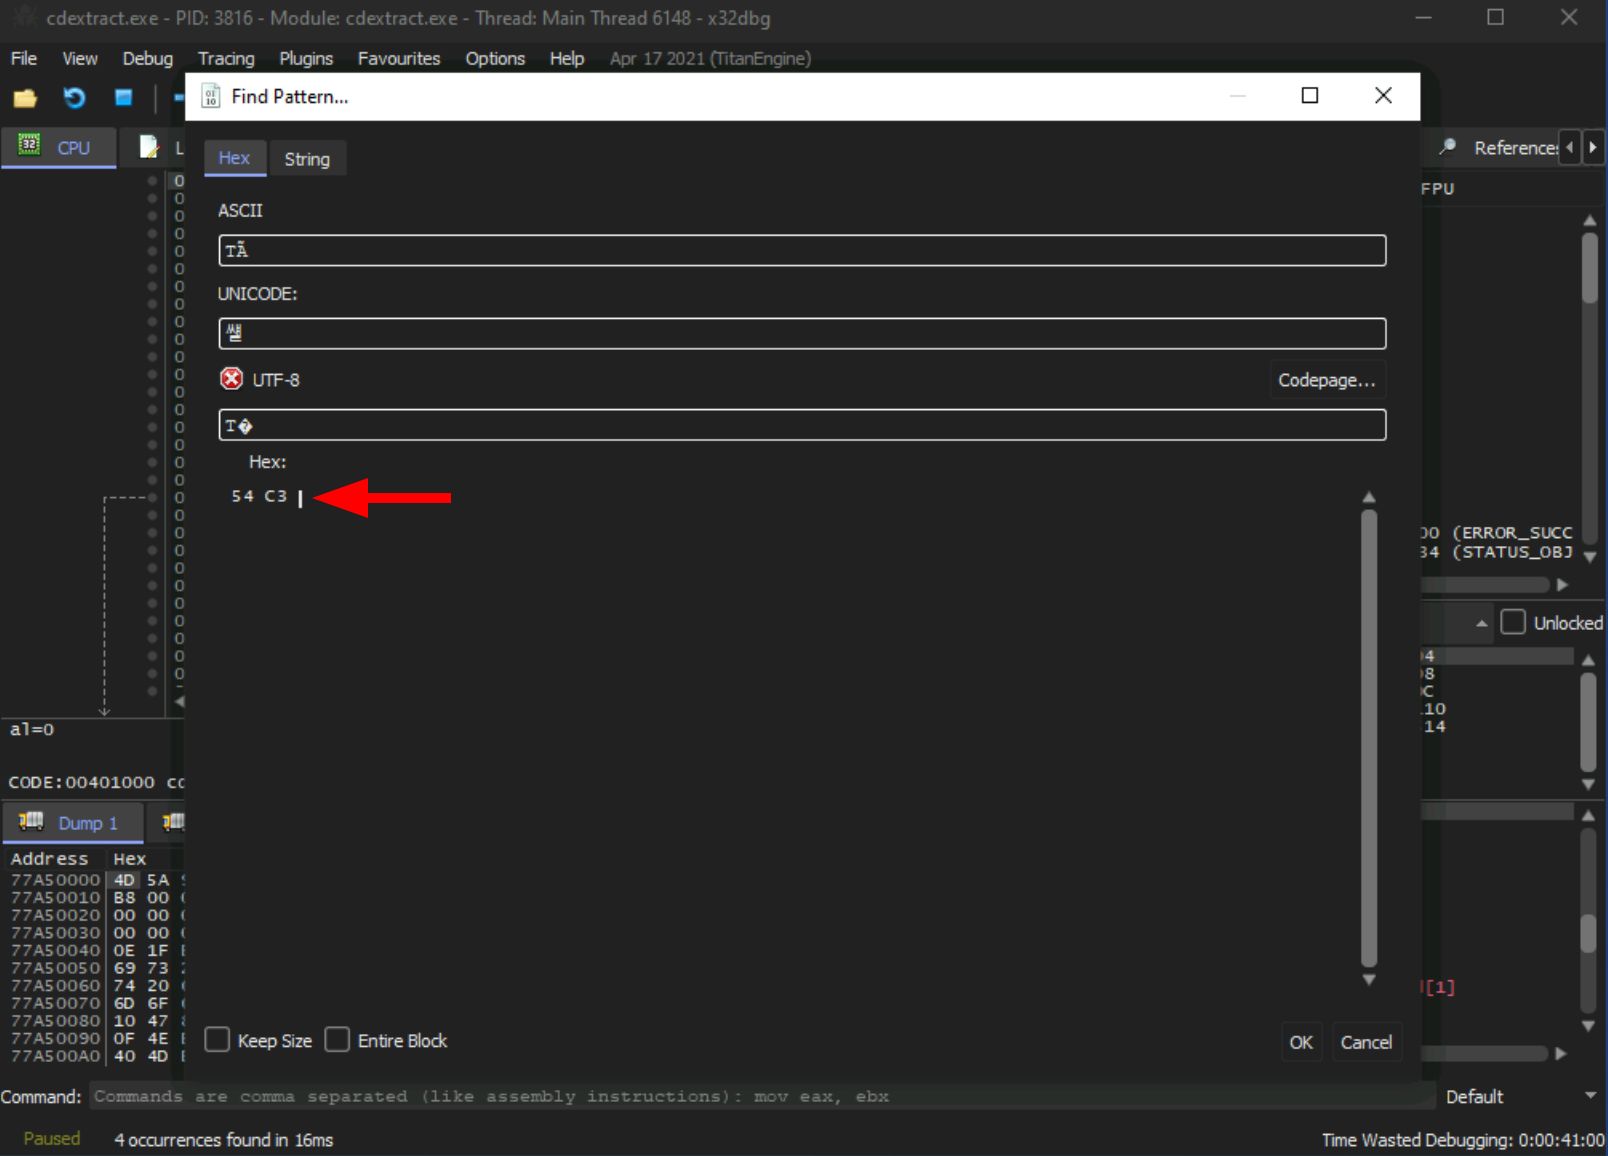 cdextract.exe - PID: 3816 - Module: cdextract.exe - Thread: Main Thread 6148 - x32dbg
File View Debug Tracing Plugins Favourites Options Help Apr 17 2021 (TitanEngine)
Find Pattern...
CPU
L
References
Hex String
FPU
ASCII
TÃ
UNICODE:
UTF-8
Codepage...
T�
Hex:
54 C3
00 (ERROR_SUCC
34 (STATUS_OBJ
Unlocked
04
08
0C
10
14
al=0
CODE:00401000
Dump 1
Address Hex
77A50000 4D 5A
77A50010 B8 00
77A50020 00 00
77A50030 00 00
77A50040 0E 1F
77A50050 69 73
77A50060 74 20
77A50070 6D 6F
77A50080 10 47
77A50090 0F 4E
77A500A0 40 4D
[1]
Keep Size Entire Block
OK Cancel
Command: Commands are comma separated (like assembly instructions): mov eax, ebx
Default
Paused 4 occurrences found in 16ms
Time Wasted Debugging: 0:00:41:00